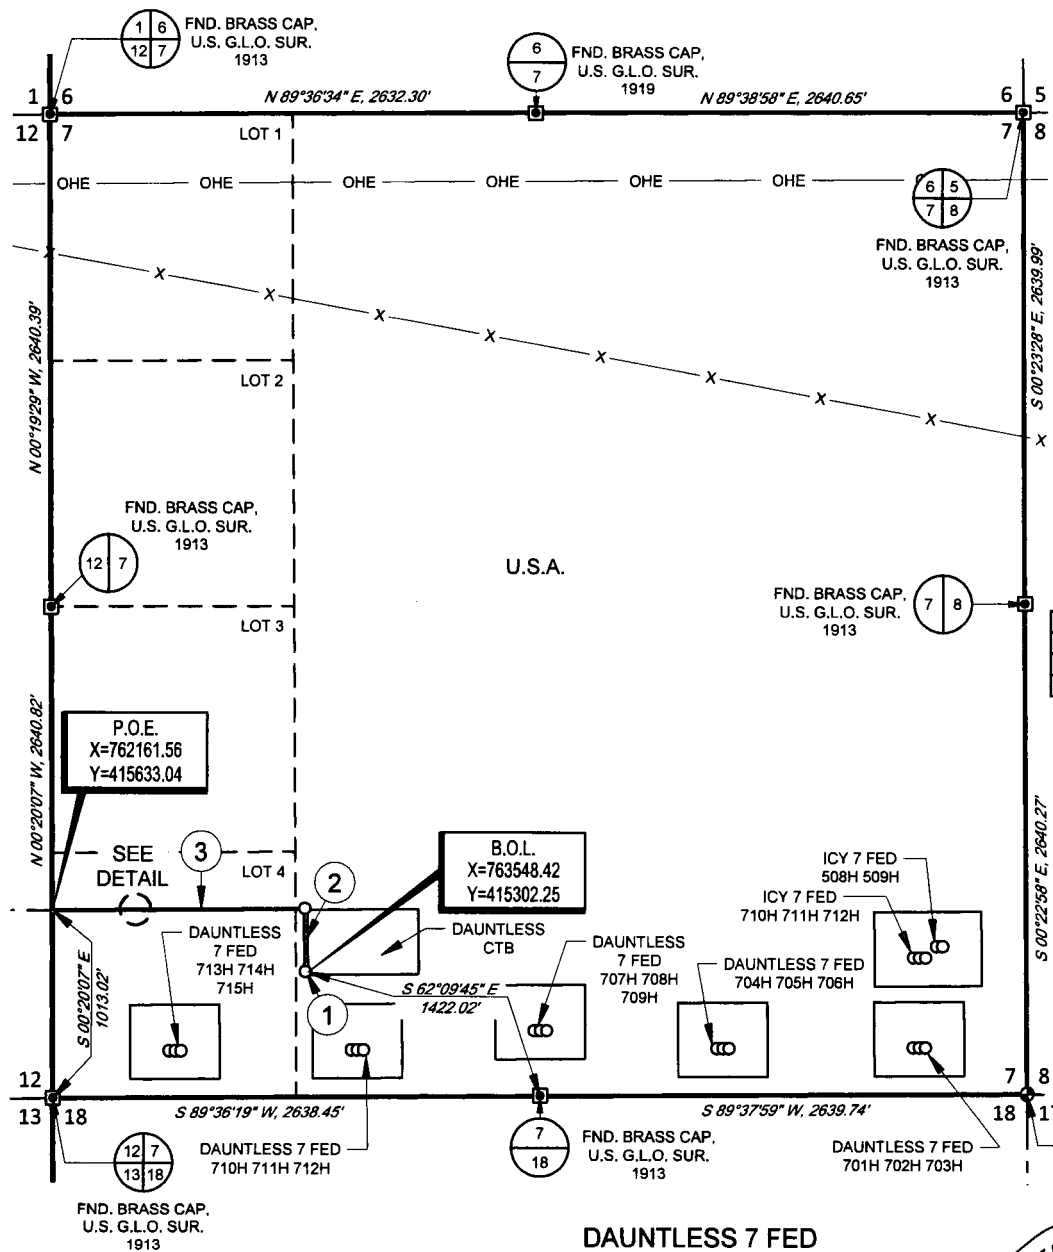 1 6
12 7
FND. BRASS CAP,
U.S. G.L.O. SUR.
1913
6
7
FND. BRASS CAP,
U.S. G.L.O. SUR.
1919
1 6
12 7
N 89°36'34" E, 2632.30'
N 89°38'58" E, 2640.65'
6 5
7 8
LOT 1
OHE OHE OHE OHE OHE OHE
6 5
7 8
FND. BRASS CAP,
U.S. G.L.O. SUR.
1913
X X X X X X X X X X
N 00°19'29" W, 2640.39'
S 00°23'28" E, 2639.99'
LOT 2
FND. BRASS CAP,
U.S. G.L.O. SUR.
1913
12 7
U.S.A.
FND. BRASS CAP,
U.S. G.L.O. SUR.
1913
7 8
LOT 3
N 00°20'07" W, 2640.82'
P.O.E.
X=762161.56
Y=415633.04
S 00°22'58" E, 2640.27'
SEE
DETAIL
3
LOT 4
2
B.O.L.
X=763548.42
Y=415302.25
ICY 7 FED
508H 509H
ICY 7 FED
710H 711H 712H
DAUNTLESS
7 FED
713H 714H
715H
DAUNTLESS
CTB
DAUNTLESS
7 FED
707H 708H
709H
DAUNTLESS 7 FED
704H 705H 706H
S 00°20'07" E
1013.02'
S 62°09'45" E
1422.02'
1
12
13 18
7 8
18 17
S 89°36'19" W, 2638.45'
S 89°37'59" W, 2639.74'
12 7
13 18
FND. BRASS CAP,
U.S. G.L.O. SUR.
1913
DAUNTLESS 7 FED
710H 711H 712H
7
18
FND. BRASS CAP,
U.S. G.L.O. SUR.
1913
DAUNTLESS 7 FED
701H 702H 703H
DAUNTLESS 7 FED